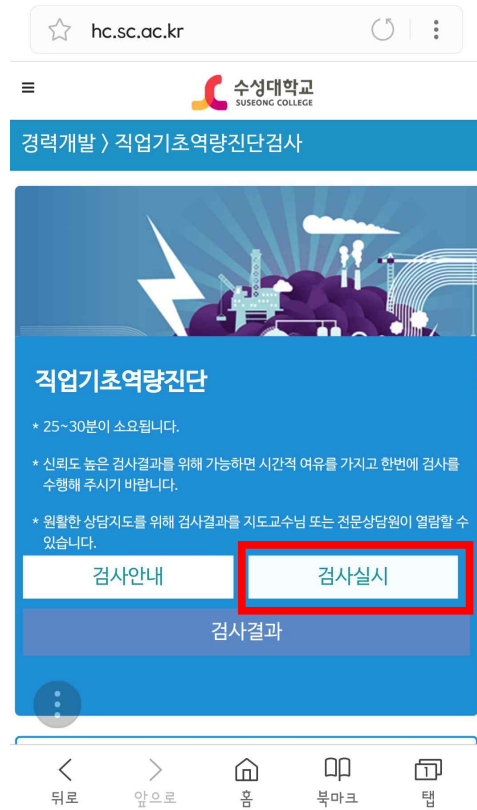 hc.sc.ac.kr
수성대학교
SUSEONG COLLEGE
경력개발 > 직업기초역량진단검사
직업기초역량진단
* 25~30분이 소요됩니다.
* 신뢰도 높은 검사결과를 위해 가능하면 시간적 여유를 가지고 한번에 검사를
수행해 주시기 바랍니다.
* 원활한 상담지도를 위해 검사결과를 지도교수님 또는 전문상담원이 열람할 수
있습니다.
검사안내 검사실시
검사결과
1
뒤로 앞으로 홈 북마크 탭